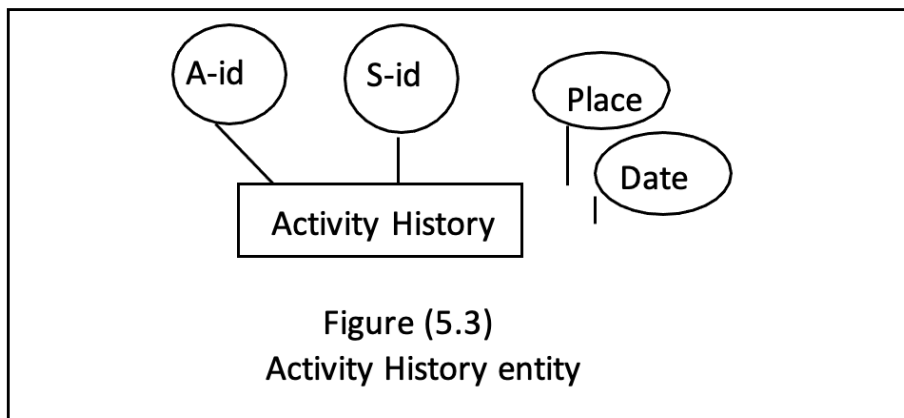 A-id
S-id
Place
Date
Activity History
Figure (5.3)
Activity History entity